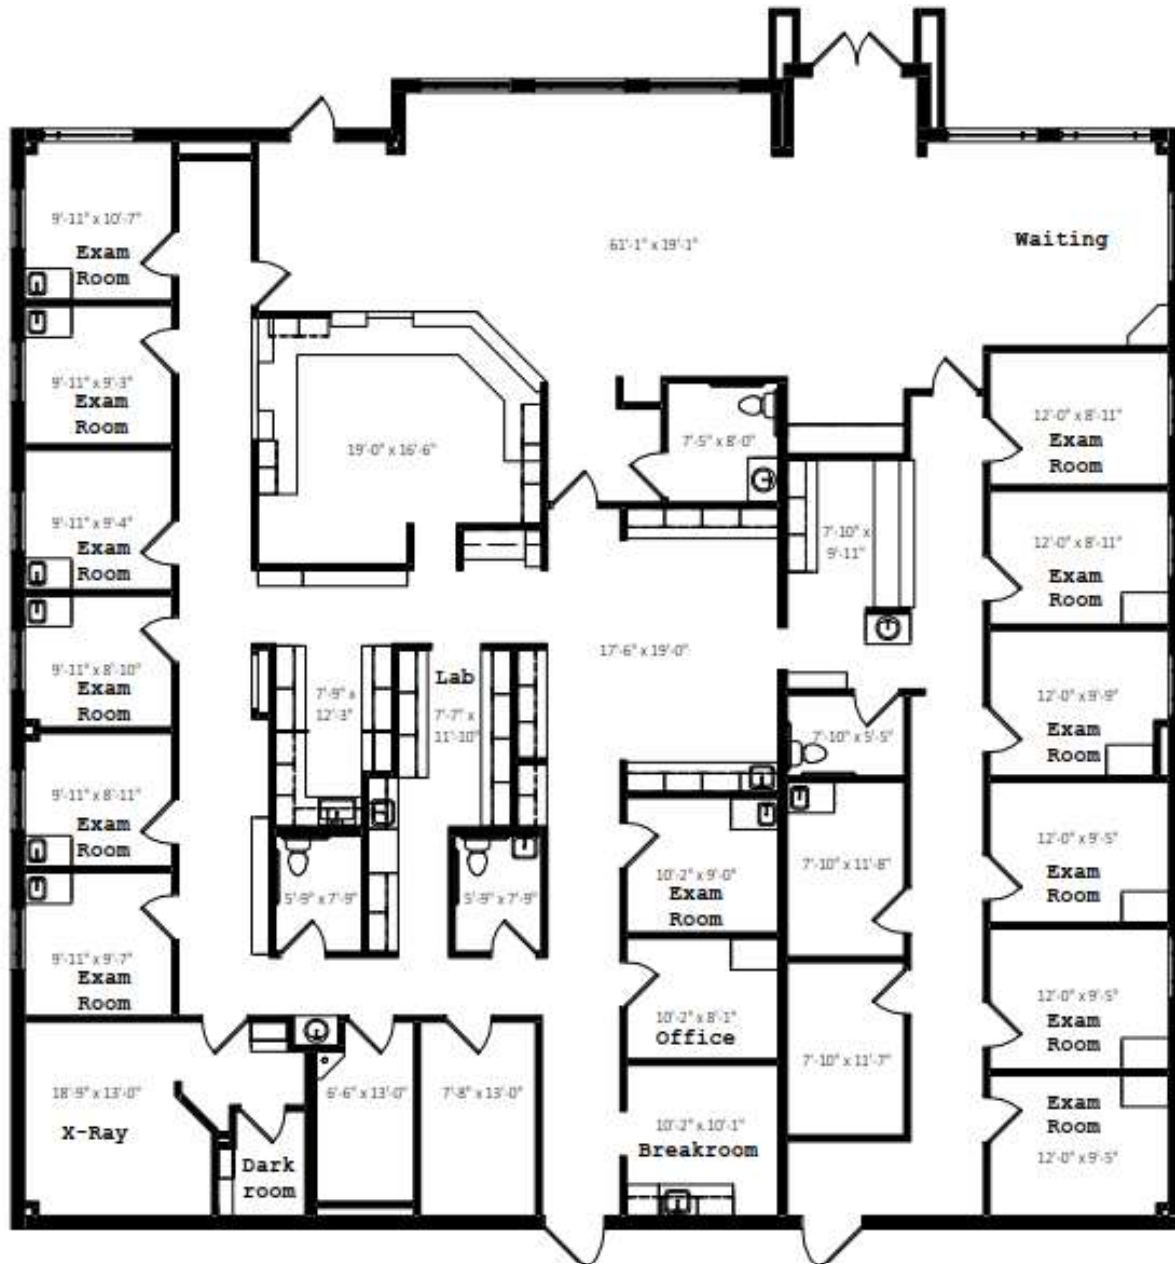 9'-11" x 10'-7"
Exam
Room
61'-1" x 19'-1"
Waiting
9'-11" x 9'-3"
Exam
Room
19'-0" x 16'-6"
7'-5" x 8'-0"
12'-0" x 8'-11"
Exam
Room
9'-11" x 9'-4"
Exam
Room
7'-10" x
9'-11"
12'-0" x 8'-11"
Exam
Room
9'-11" x 8'-10"
Exam
Room
7'-9" x
12'-3"
Lab
7'-7" x
11'-10"
17'-6" x 19'-0"
7'-10" x 5'-5"
12'-0" x 9'-9"
Exam
Room
9'-11" x 8'-11"
Exam
Room
5'-9" x 7'-9"
5'-9" x 7'-9"
10'-2" x 9'-0"
Exam
Room
7'-10" x 11'-8"
12'-0" x 9'-5"
Exam
Room
9'-11" x 9'-7"
Exam
Room
10'-2" x 8'-1"
Office
7'-10" x 11'-7"
12'-0" x 9'-5"
Exam
Room
18'-9" x 13'-0"
X-Ray
Dark
room
6'-6" x 13'-0"
7'-8" x 13'-0"
10'-2" x 10'-1"
Breakroom
Exam
Room
12'-0" x 9'-5"